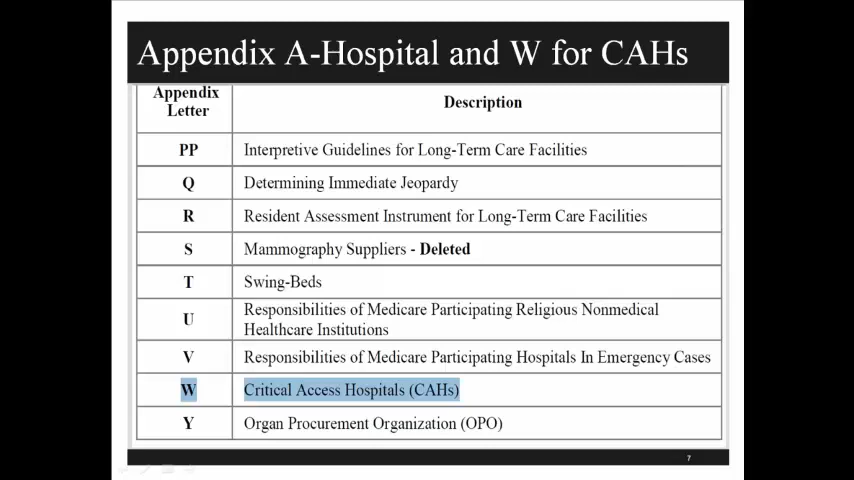 Appendix A-Hospital and W for CAHs
Appendix
Letter
Description
PP Interpretive Guidelines for Long-Term Care Facilities
Q Determining Immediate Jeopardy
R Resident Assessment Instrument for Long-Term Care Facilities
S Mammography Suppliers - Deleted
T Swing-Beds
U Responsibilities of Medicare Participating Religious Nonmedical
Healthcare Institutions
V Responsibilities of Medicare Participating Hospitals In Emergency Cases
W Critical Access Hospitals (CAHs)
Y Organ Procurement Organization (OPO)
7